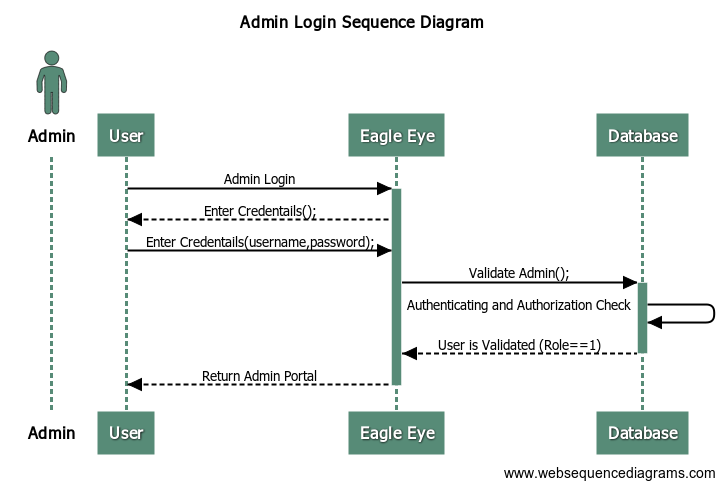 Admin Login Sequence Diagram
Admin
User
Eagle Eye
Database
Admin Login
Enter Credentails();
Enter Credentails(username,password);
Validate Admin();
Authenticating and Authorization Check
User is Validated (Role==1)
Return Admin Portal
Admin
User
Eagle Eye
Database
www.websequencediagrams.com